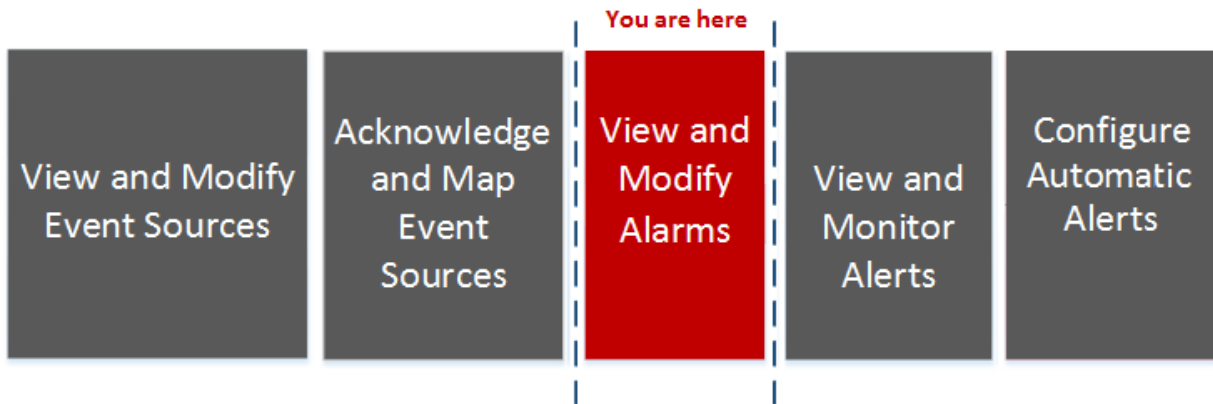 You are here
View and Modify
Event Sources
Acknowledge
and Map
Event
Sources
View and
Modify
Alarms
View and
Monitor
Alerts
Configure
Automatic
Alerts